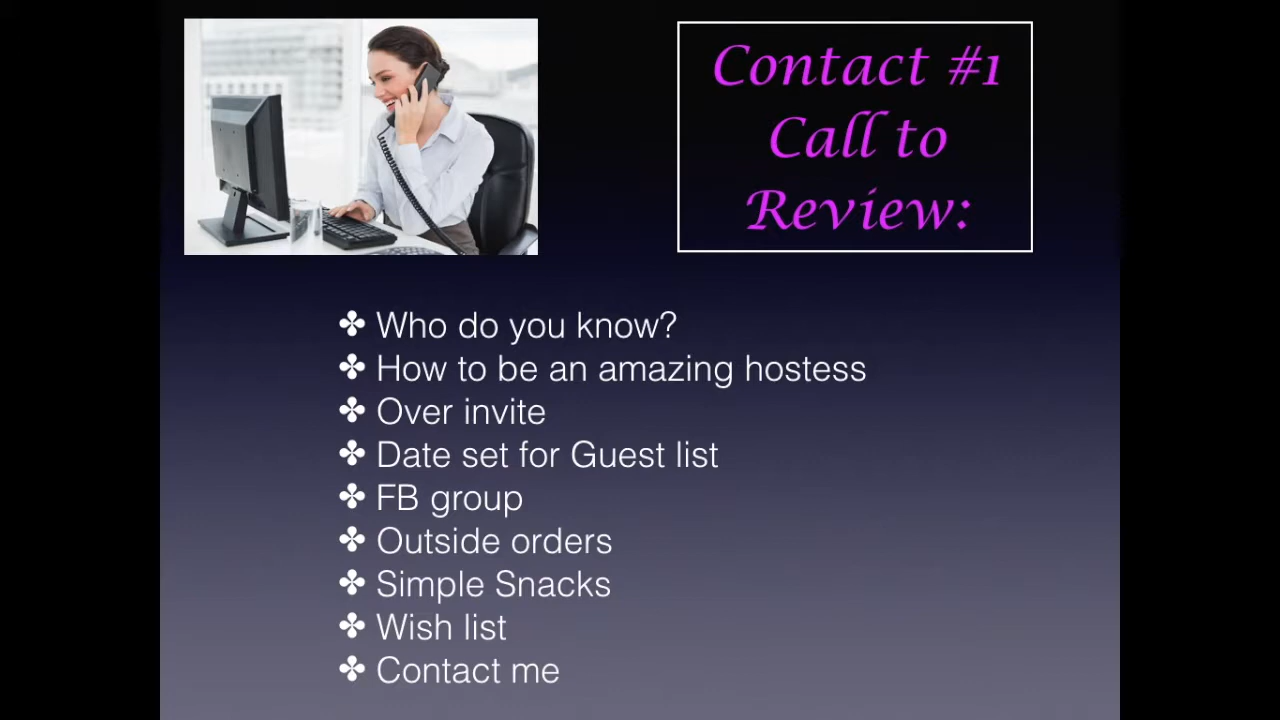 Contact #1
Call to
Review:
✤ Who do you know?
✤ How to be an amazing hostess
✤ Over invite
✤ Date set for Guest list
✤ FB group
✤ Outside orders
✤ Simple Snacks
✤ Wish list
✤ Contact me